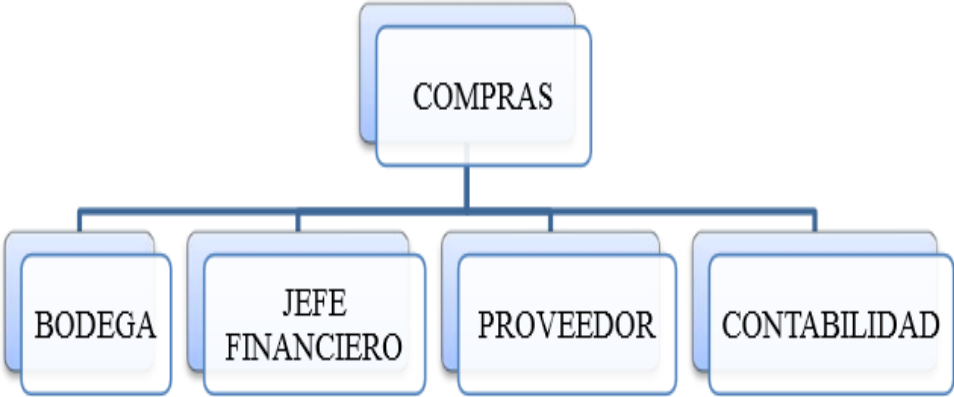 COMPRAS
BODEGA
JEFE
FINANCIERO
PROVEEDOR
CONTABILIDAD